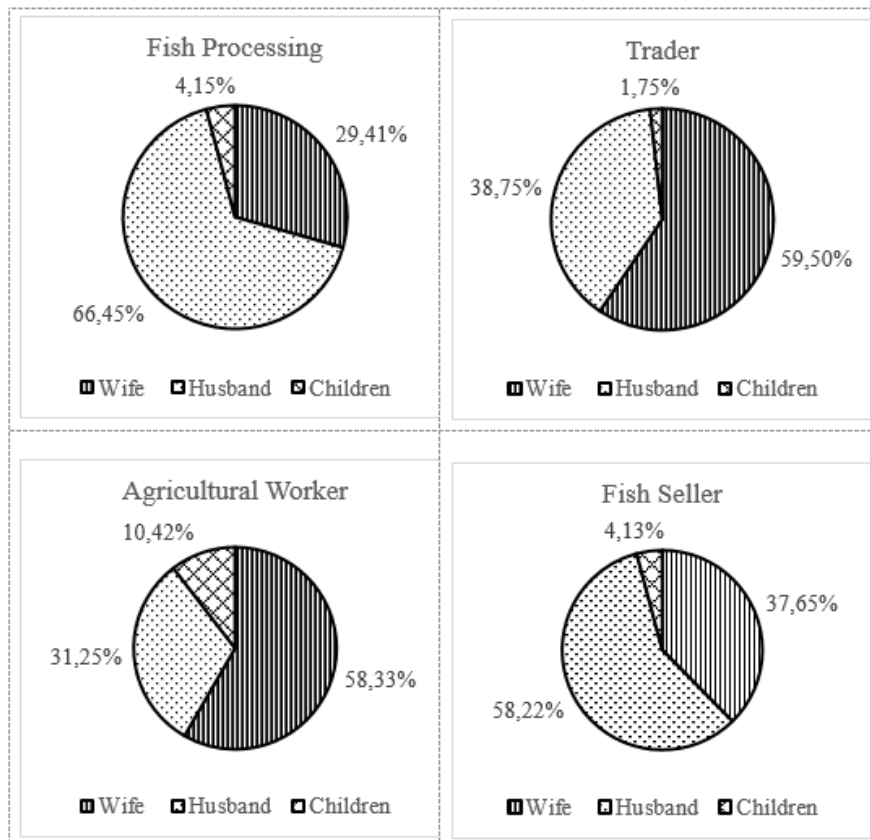 Fish Processing
4,15%
29,41%
66,45%
Wife Husband Children
Trader
1,75%
38,75%
59,50%
Wife Husband Children
Agricultural Worker
10,42%
31,25%
58,33%
Wife Husband Children
Fish Seller
4,13%
37,65%
58,22%
Wife Husband Children